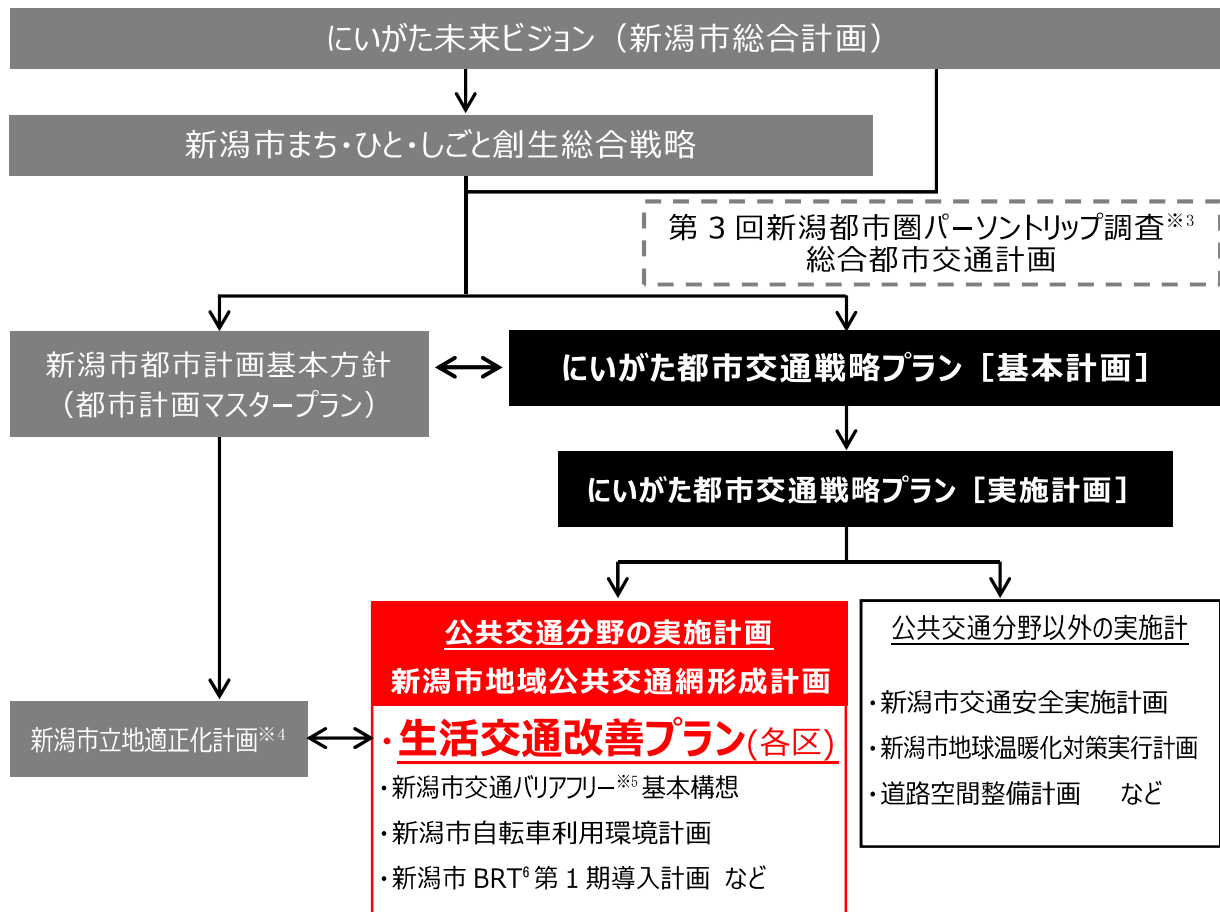 にいがた未来ビジョン（新潟市総合計画）
新潟市まち・ひと・しごと創生総合戦略
第３回新潟都市圏パーソントリップ調査※3
総合都市交通計画
新潟市都市計画基本方針
（都市計画マスタープラン）
にいがた都市交通戦略プラン［基本計画］
にいがた都市交通戦略プラン［実施計画］
公共交通分野の実施計画
新潟市地域公共交通網形成計画
・生活交通改善プラン(各区)
・新潟市交通バリアフリー※5基本構想
・新潟市自転車利用環境計画
・新潟市 BRT6 第１期導入計画 など
公共交通分野以外の実施計
・新潟市交通安全実施計画
・新潟市地球温暖化対策実行計画
・道路空間整備計画　など
新潟市立地適正化計画※4